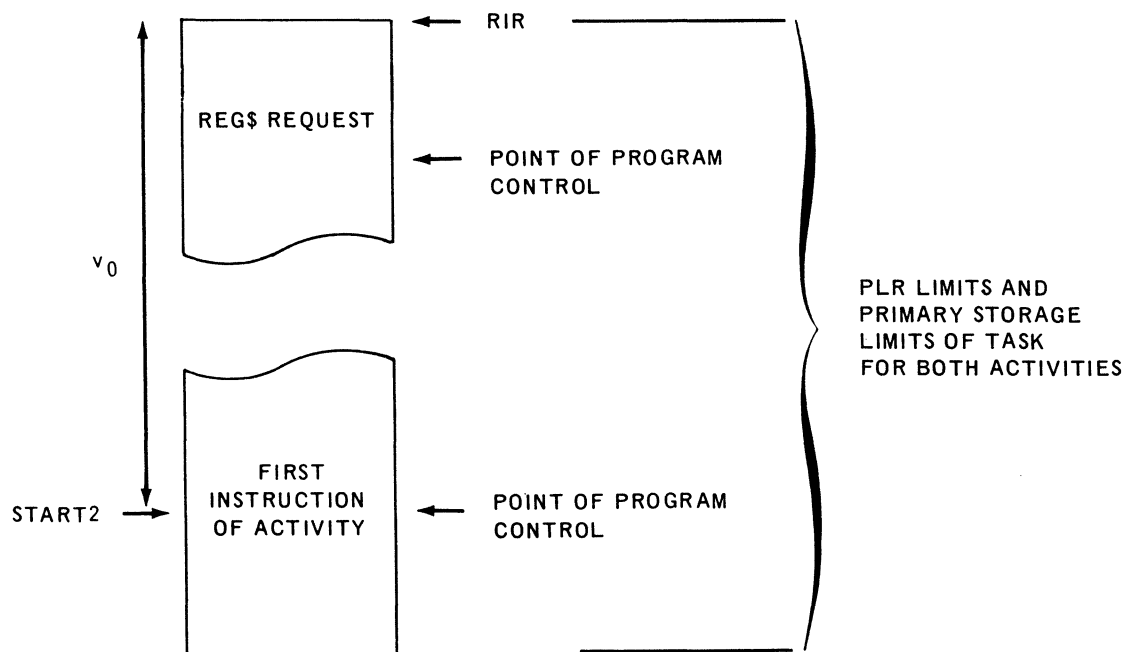 RIR
REG$ REQUEST
POINT OF PROGRAM
CONTROL
v0
PLR LIMITS AND
PRIMARY STORAGE
LIMITS OF TASK
FOR BOTH ACTIVITIES
FIRST
INSTRUCTION
OF ACTIVITY
START2
POINT OF PROGRAM
CONTROL